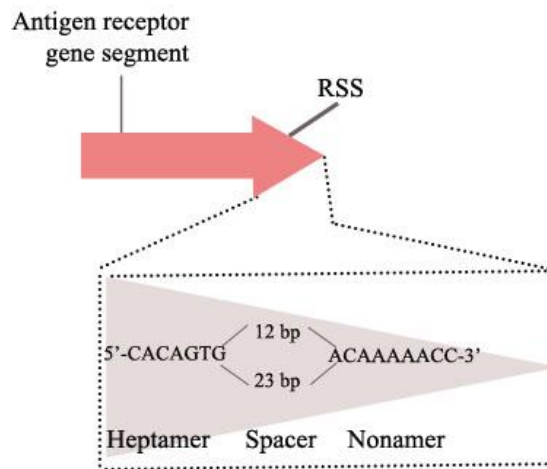 Antigen receptor
gene segment
RSS
12 bp
5'-CACAGTG ACAAAAACC-3'
23 bp
Heptamer Spacer Nonamer